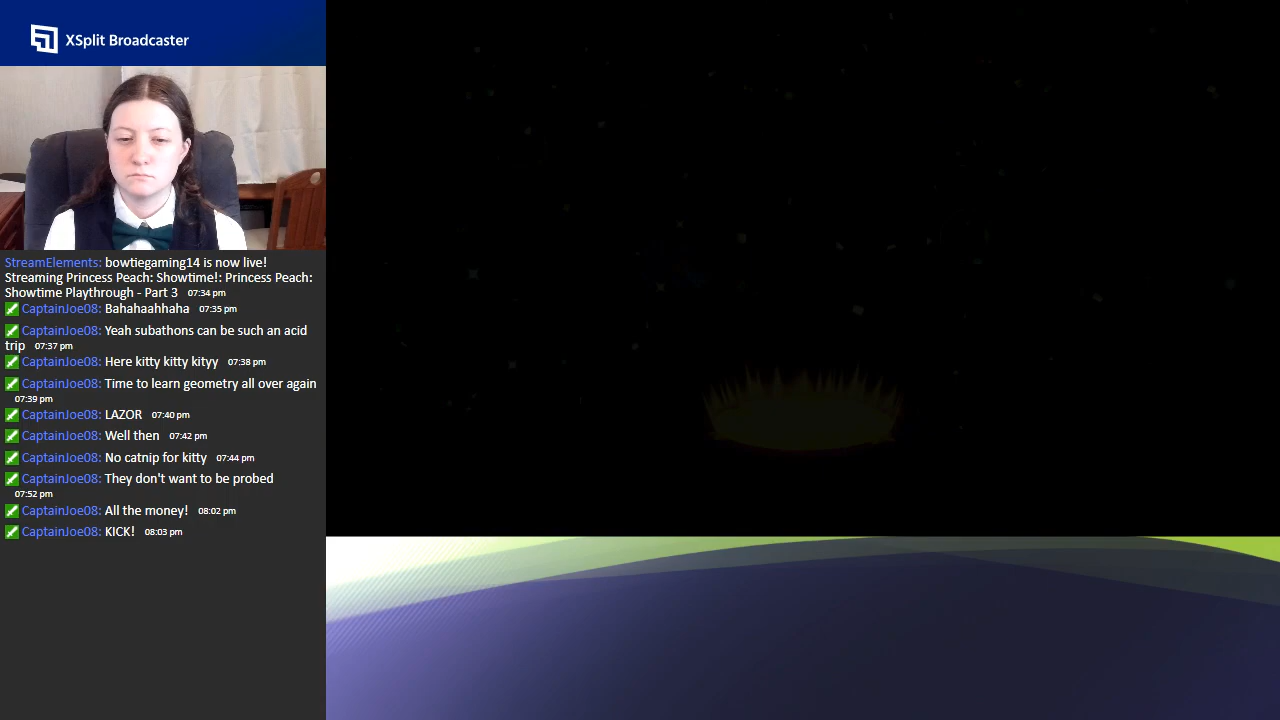 XSplit Broadcaster
StreamElements: bowtiegaming14 is now live!
Streaming Princess Peach: Showtime!: Princess Peach:
Showtime Playthrough - Part 3 07:34 pm
CaptainJoe08: Bahahaahhaha 07:35 pm
CaptainJoe08: Yeah subathons can be such an acid
trip 07:37 pm
CaptainJoe08: Here kitty kitty kityy 07:38 pm
CaptainJoe08: Time to learn geometry all over again
07:39 pm
CaptainJoe08: LAZOR 07:40 pm
CaptainJoe08: Well then 07:42 pm
CaptainJoe08: No catnip for kitty 07:44 pm
CaptainJoe08: They don't want to be probed
07:52 pm
CaptainJoe08: All the money! 08:02 pm
CaptainJoe08: KICK! 08:03 pm